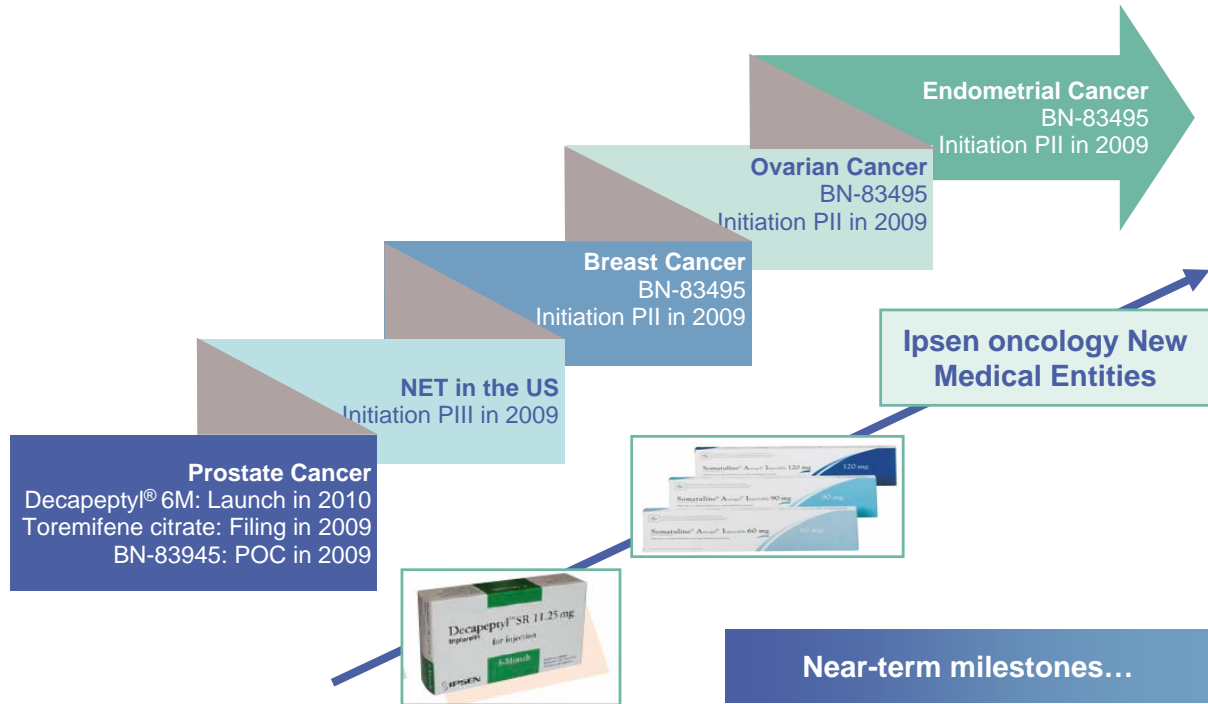 Endometrial Cancer
BN-83495
Initiation PII in 2009
Ovarian Cancer
BN-83495
Initiation PII in 2009
Breast Cancer
BN-83495
Initiation PII in 2009
NET in the US
Initiation PIII in 2009
Prostate Cancer
Decapeptyl® 6M: Launch in 2010
Toremifene citrate: Filing in 2009
BN-83945: POC in 2009
Ipsen oncology New
Medical Entities
Somatuline® Autogel® Injectable 120 mg
120 mg
Somatuline® Autogel® Injectable 90 mg
90 mg
Somatuline® Autogel® Injectable 60 mg
60 mg
Decapeptyl® SR 11.25 mg
triptorelin
for injection
3-Month
IPSEN
Near-term milestones…